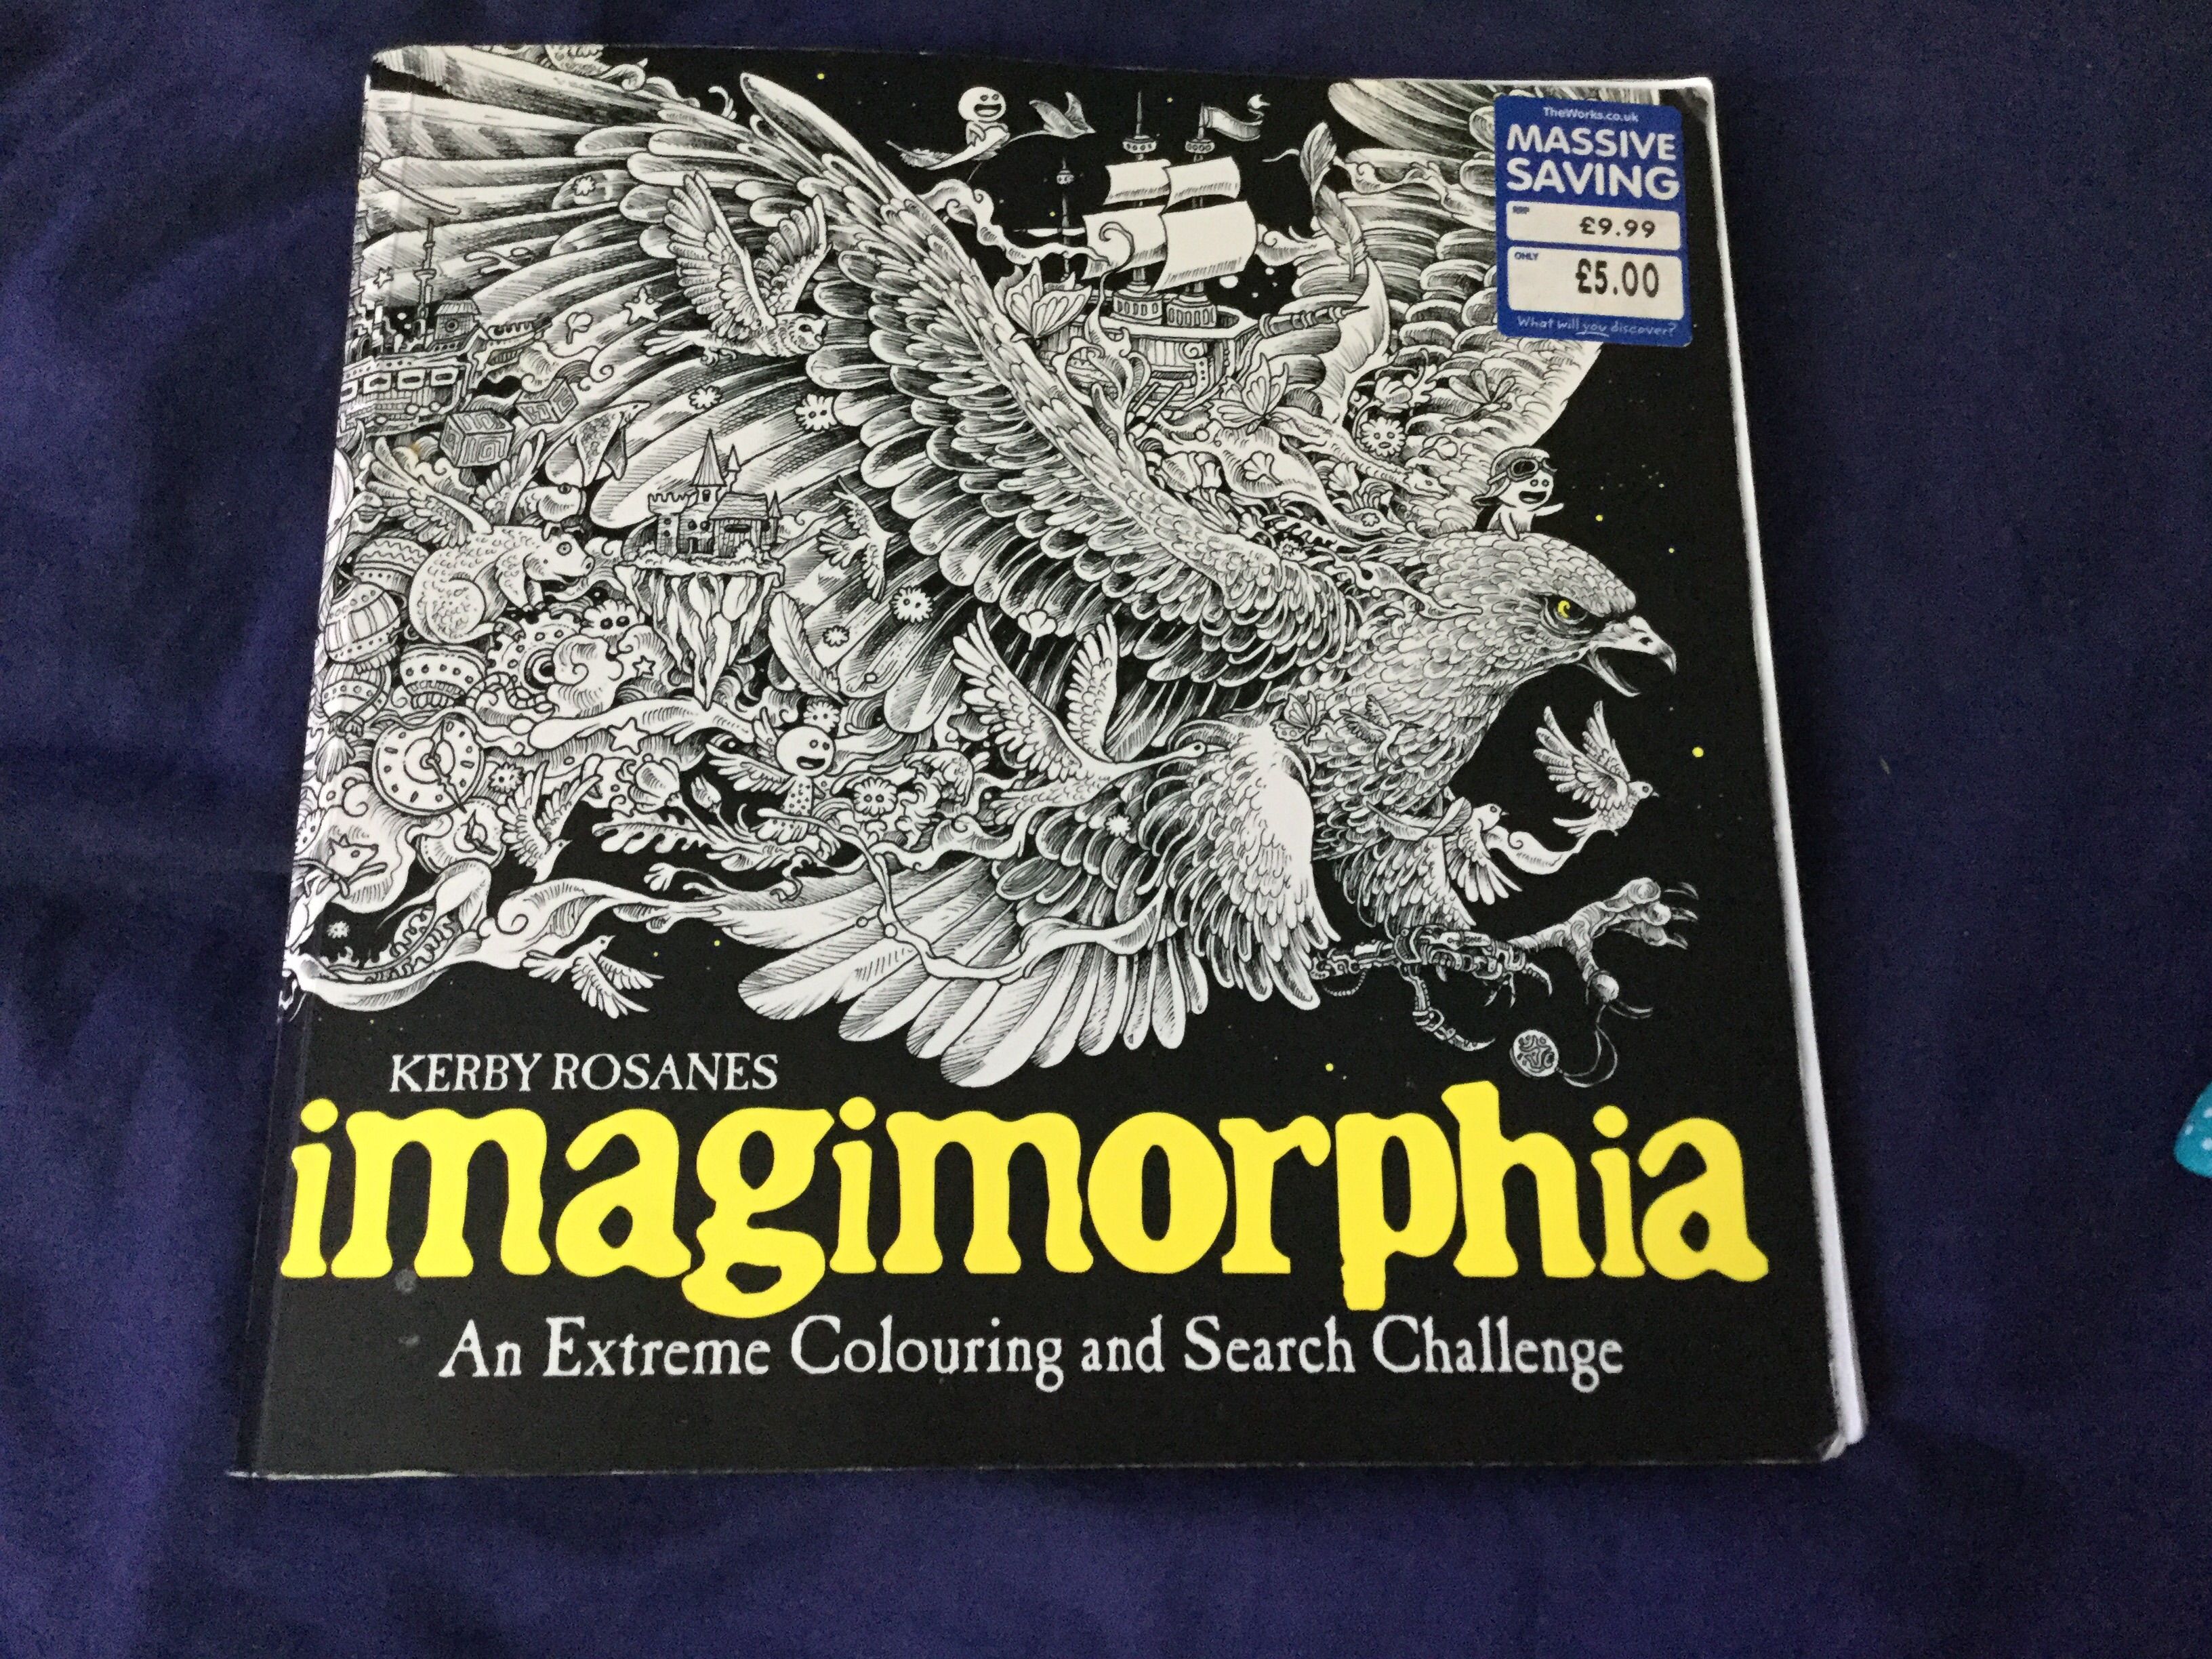 TheWorks.co.uk
MASSIVE
SAVING
RRP
£9.99
ONLY
£5.00
What will you discover?
KERBY ROSANES
imagimorphia
An Extreme Colouring and Search Challenge